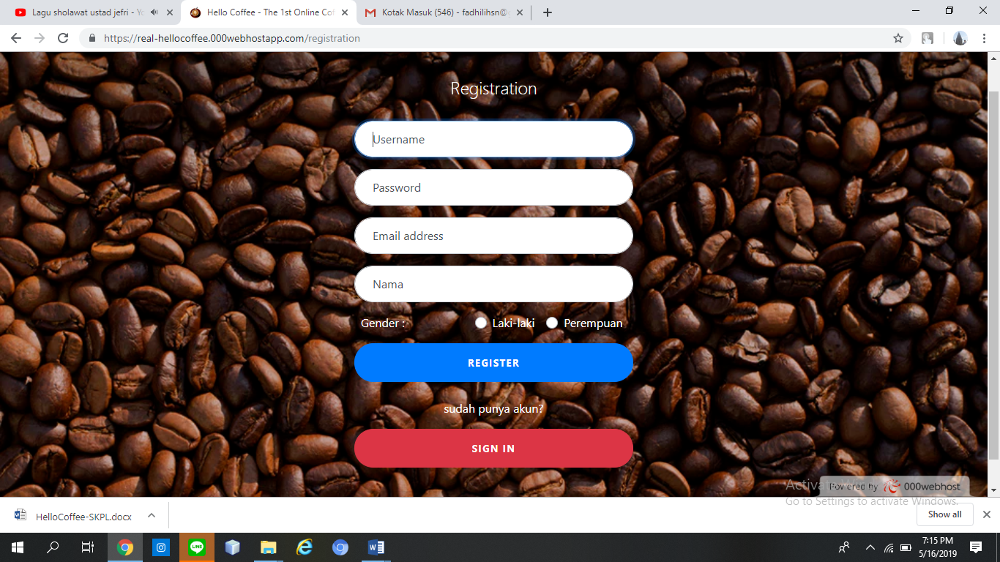 Lagu sholawat ustad jefri - Yo
Hello Coffee - The 1st Online Cof
Kotak Masuk (546) - fadhilihsn@
https://real-hellocoffee.000webhostapp.com/registration
Registration
Username
Password
Email address
Nama
Gender : Laki-laki Perempuan
REGISTER
sudah punya akun?
SIGN IN
Powered by 000webhost
Activate Windows
Go to Settings to activate Windows.
HelloCoffee-SKPL.docx
Show all
LINE
7:15 PM
5/16/2019